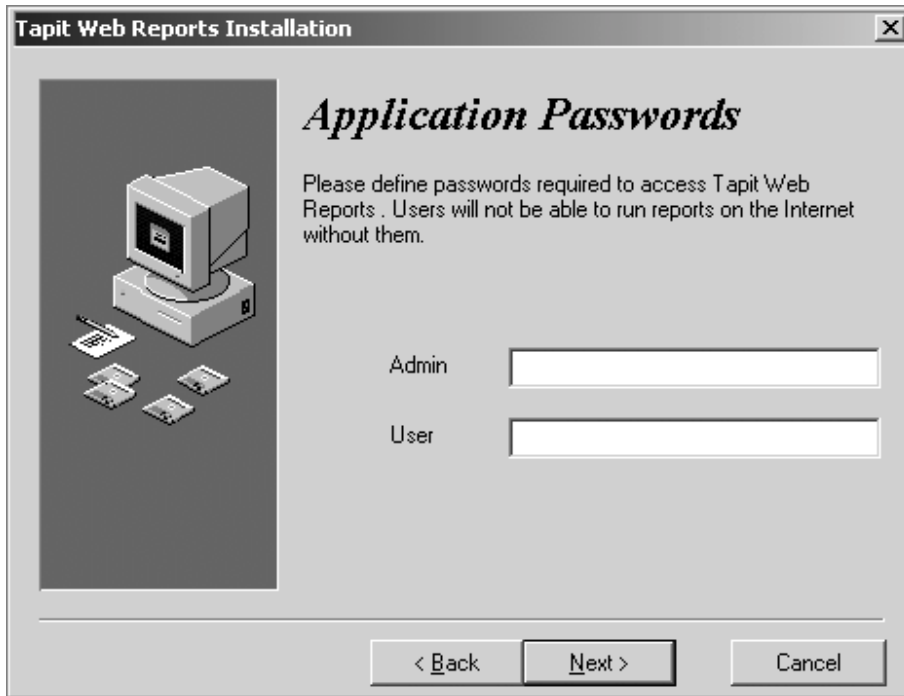 Tapit Web Reports Installation
Application Passwords
Please define passwords required to access Tapit Web
Reports . Users will not be able to run reports on the Internet
without them.
Admin
User
< Back
Next >
Cancel